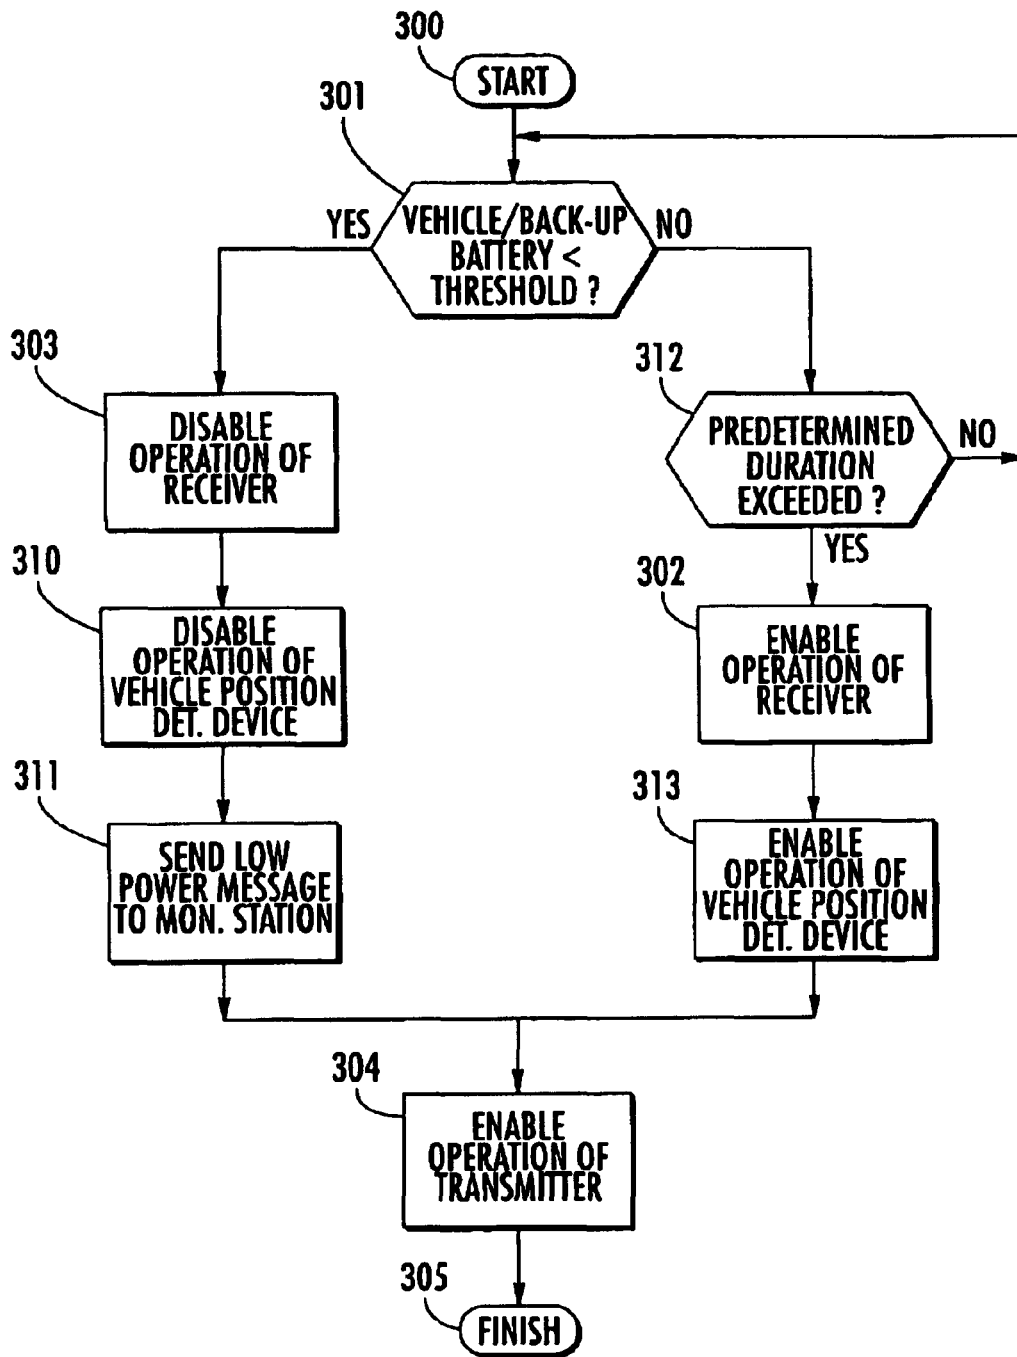 300
START
301
YES
VEHICLE/BACK-UP
BATTERY <
THRESHOLD ?
NO
303
DISABLE
OPERATION OF
RECEIVER
312
PREDETERMINED
DURATION
EXCEEDED ?
NO
YES
310
DISABLE
OPERATION OF
VEHICLE POSITION
DET. DEVICE
302
ENABLE
OPERATION OF
RECEIVER
311
SEND LOW
POWER MESSAGE
TO MON. STATION
313
ENABLE
OPERATION OF
VEHICLE POSITION
DET. DEVICE
304
ENABLE
OPERATION OF
TRANSMITTER
305
FINISH